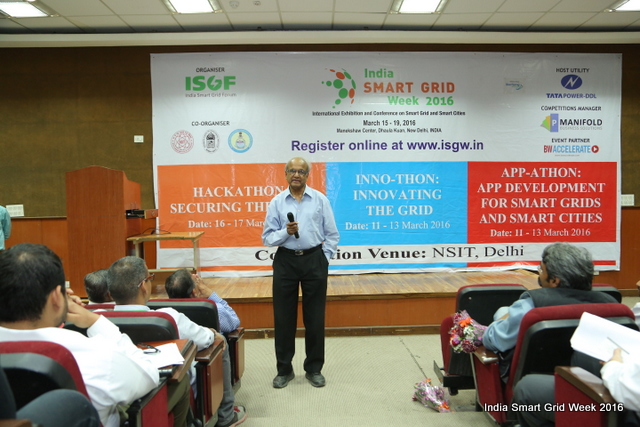 ORGANISER
ISGF
India Smart Grid Forum
CO-ORGANISER
India
SMART GRID
Week 2016
International Exhibition and Conference on Smart Grid and Smart Cities
March 15 - 19, 2016
Manekshaw Center, Dhaula Kuan, New Delhi, INDIA
Register online at www.isgw.in
HOST UTILITY
TATA POWER-DDL
COMPETITIONS MANAGER
MANIFOLD
BUSINESS SOLUTIONS
EVENT PARTNER
BW ACCELERATE
HACKATHON
SECURING THE
Date: 16 - 17 March
INNO-THON:
INNOVATING
THE GRID
Date: 11 - 13 March 2016
APP-ATHON:
APP DEVELOPMENT
FOR SMART GRIDS
AND SMART CITIES
Date: 11 - 13 March 2016
Venue: NSIT, Delhi
India Smart Grid Week 2016